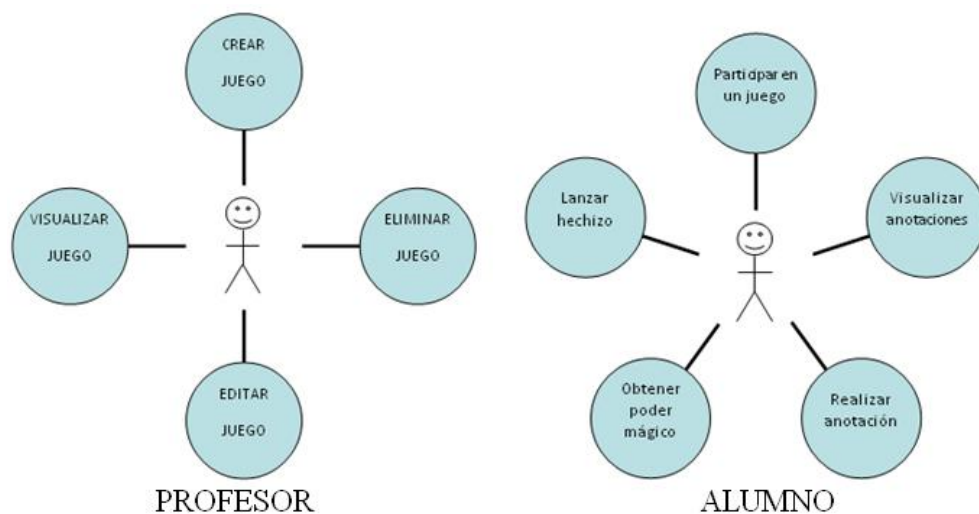 CREAR
JUEGO
VISUALIZAR
JUEGO
ELIMINAR
JUEGO
EDITAR
JUEGO
PROFESOR
Participar en
un juego
Lanzar
hechizo
Visualizar
anotaciones
Obtener
poder
mágico
Realizar
anotación
ALUMNO